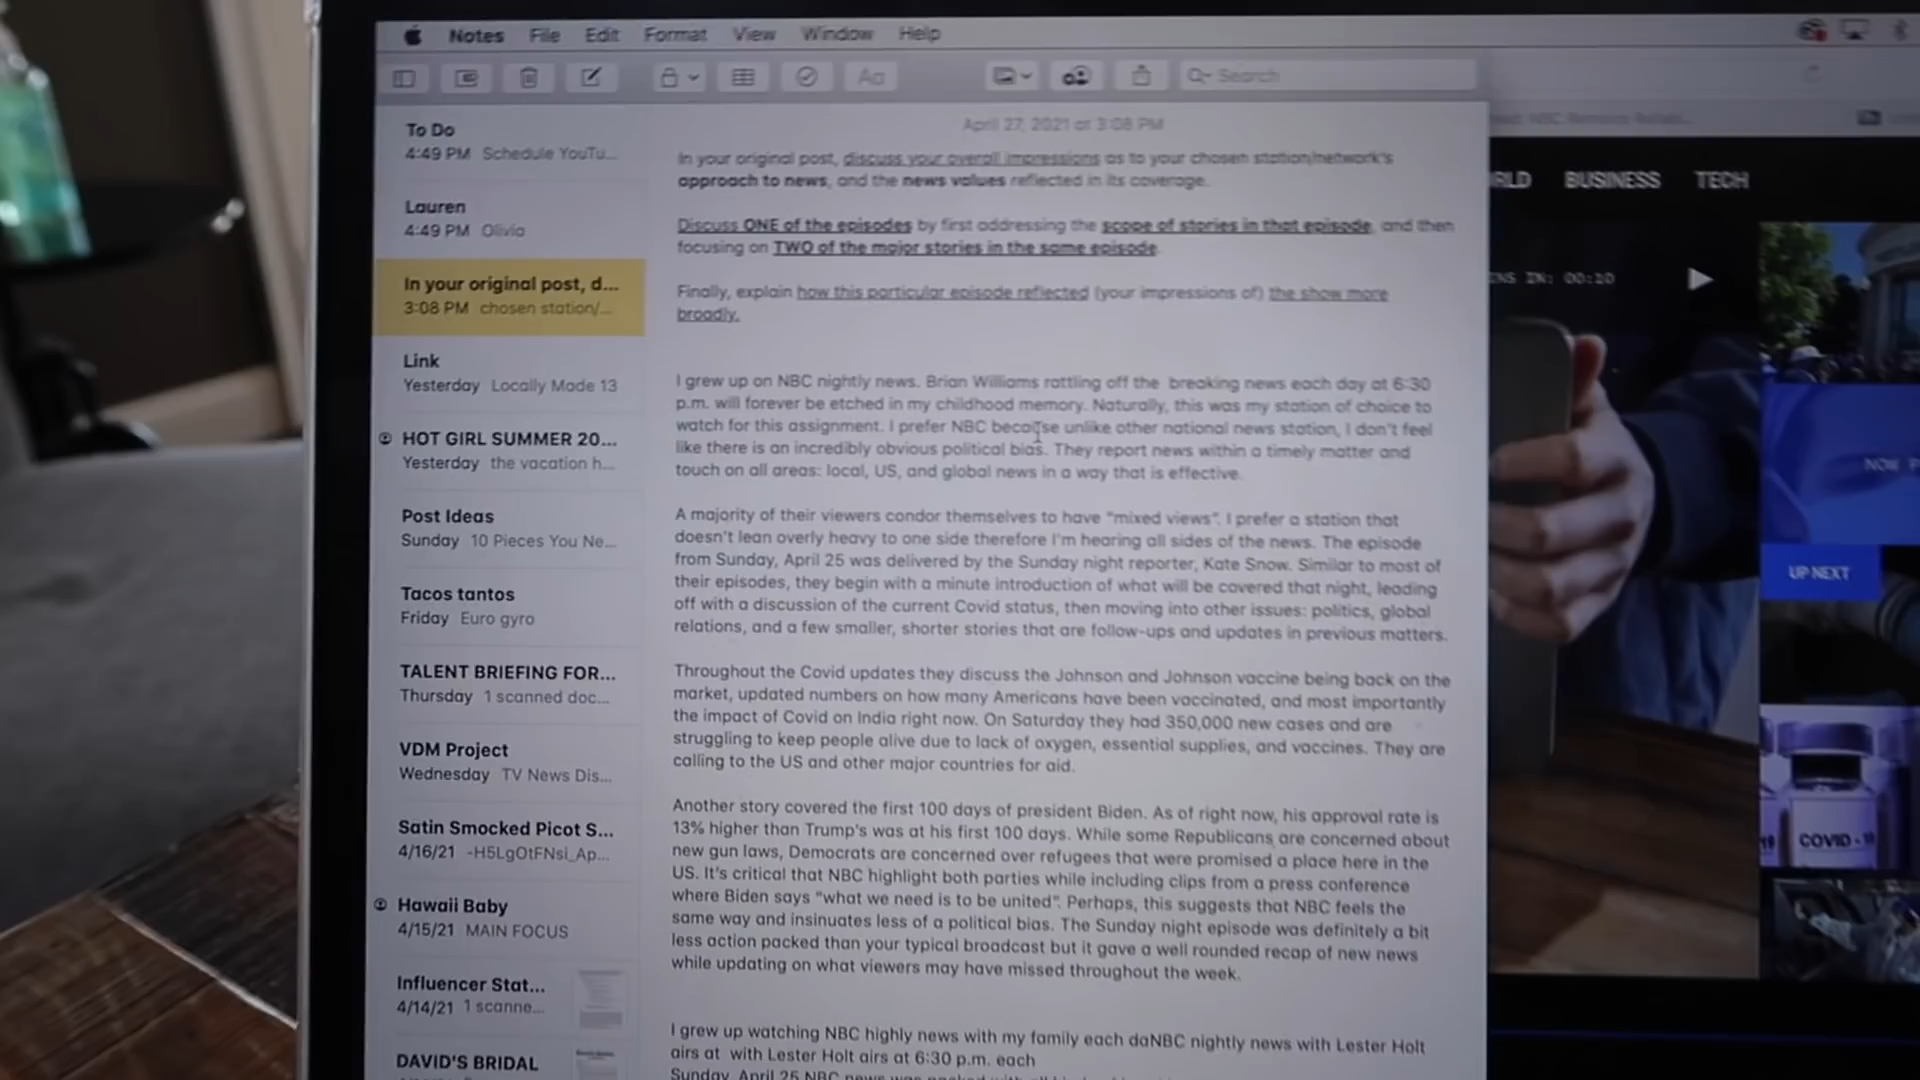 Notes File Edit Format View Window Help
Aa
Search
To Do
4:49 PM Schedule YouTu...
Lauren
4:49 PM Olivia
In your original post, d...
3:08 PM chosen station/...
Link
Yesterday Locally Made 13
HOT GIRL SUMMER 20...
Yesterday the vacation h...
Post Ideas
Sunday 10 Pieces You Ne...
Tacos tantos
Friday Euro gyro
TALENT BRIEFING FOR...
Thursday 1 scanned doc...
VDM Project
Wednesday TV News Dis...
Satin Smocked Picot S...
4/16/21 -H5LgOtFNsi_Ap...
Hawaii Baby
4/15/21 MAIN FOCUS
Influencer Stat...
4/14/21 1 scanne...
DAVID'S BRIDAL
April 27, 2021 at 3:08 PM
In your original post, discuss your overall impressions as to your chosen station/network's
approach to news, and the news values reflected in its coverage.
Discuss ONE of the episodes by first addressing the scope of stories in that episode, and then
focusing on TWO of the major stories in the same episode.
Finally, explain how this particular episode reflected (your impressions of) the show more
broadly.
I grew up on NBC nightly news. Brian Williams rattling off the breaking news each day at 6:30
p.m. will forever be etched in my childhood memory. Naturally, this was my station of choice to
watch for this assignment. I prefer NBC because unlike other national news station, I don't feel
like there is an incredibly obvious political bias. They report news within a timely matter and
touch on all areas: local, US, and global news in a way that is effective.
A majority of their viewers condor themselves to have "mixed views". I prefer a station that
doesn't lean overly heavy to one side therefore I'm hearing all sides of the news. The episode
from Sunday, April 25 was delivered by the Sunday night reporter, Kate Snow. Similar to most of
their episodes, they begin with a minute introduction of what will be covered that night, leading
off with a discussion of the current Covid status, then moving into other issues: politics, global
relations, and a few smaller, shorter stories that are follow-ups and updates in previous matters.
Throughout the Covid updates they discuss the Johnson and Johnson vaccine being back on the
market, updated numbers on how many Americans have been vaccinated, and most importantly
the impact of Covid on India right now. On Saturday they had 350,000 new cases and are
struggling to keep people alive due to lack of oxygen, essential supplies, and vaccines. They are
calling to the US and other major countries for aid.
Another story covered the first 100 days of president Biden. As of right now, his approval rate is
13% higher than Trump's was at his first 100 days. While some Republicans are concerned about
new gun laws, Democrats are concerned over refugees that were promised a place here in the
US. It's critical that NBC highlight both parties while including clips from a press conference
where Biden says "what we need is to be united". Perhaps, this suggests that NBC feels the
same way and insinuates less of a political bias. The Sunday night episode was definitely a bit
less action packed than your typical broadcast but it gave a well rounded recap of new news
while updating on what viewers may have missed throughout the week.
I grew up watching NBC highly news with my family each daNBC nightly news with Lester Holt
airs at with Lester Holt airs at 6:30 p.m. each
Sunday, April 25 NBC news was packed with all
RLD BUSINESS TECH
NS IN: 00:10
NOW P
UP NEXT
COVID-19